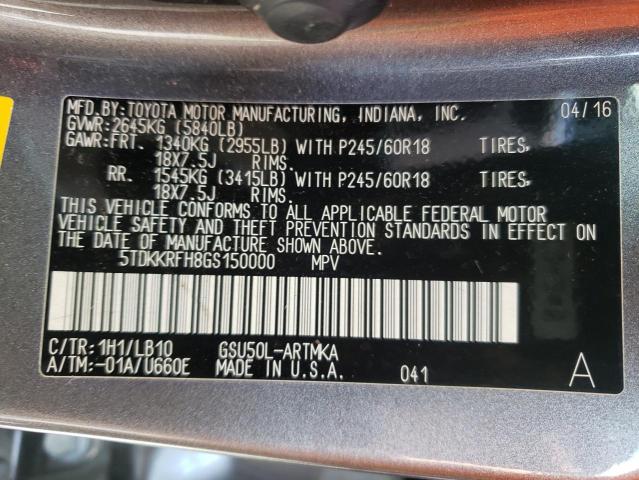 MFD.BY:TOYOTA MOTOR MANUFACTURING, INDIANA, INC. 04/16
GVWR:2645KG (5840LB)
GAWR:FRT. 1340KG (2955LB) WITH P245/60R18 TIRES,
18X7.5J RIMS.
RR. 1545KG (3415LB) WITH P245/60R18 TIRES,
18X7.5J RIMS.
THIS VEHICLE CONFORMS TO ALL APPLICABLE FEDERAL MOTOR
VEHICLE SAFETY AND THEFT PREVENTION STANDARDS IN EFFECT ON
THE DATE OF MANUFACTURE SHOWN ABOVE.
5TDKKRFH8GS150000 MPV
C/TR:1H1/LB10 GSU50L-ARTMKA
A/TM:-01A/U660E MADE IN U.S.A. 041 A